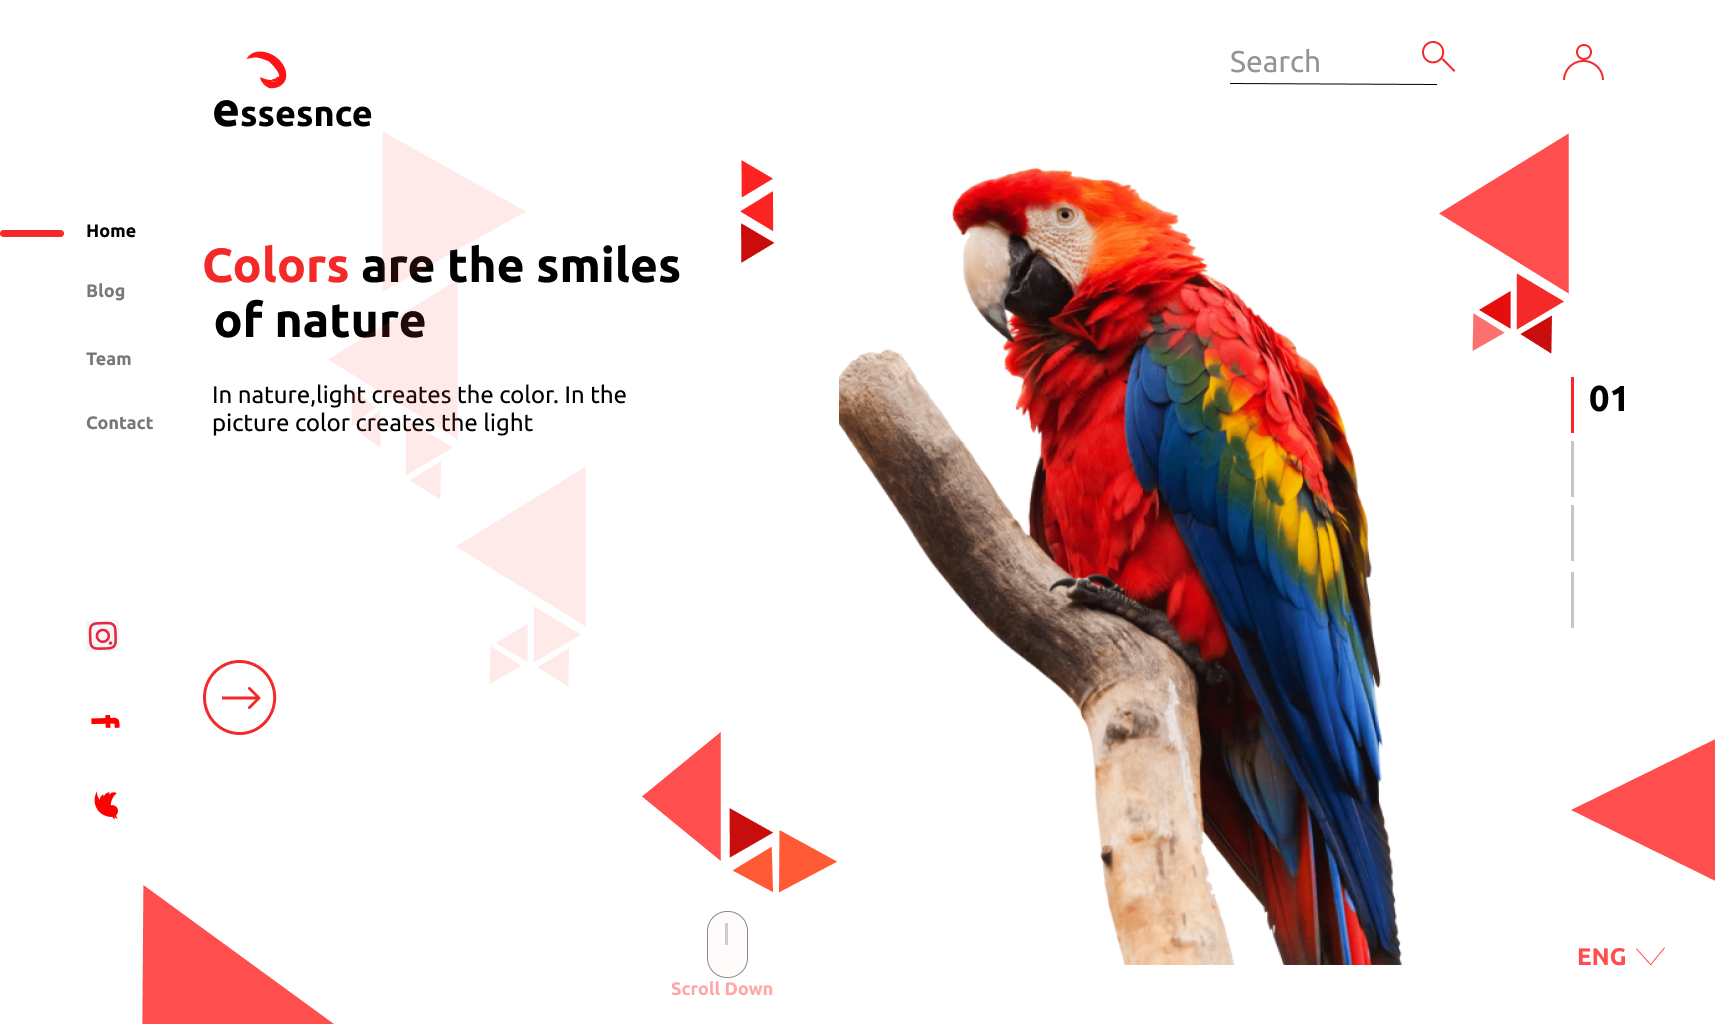 essesnce
Search
Home
Blog
Team
Contact
Colors are the smiles
of nature
In nature,light creates the color. In the
picture color creates the light
01
Scroll Down
ENG